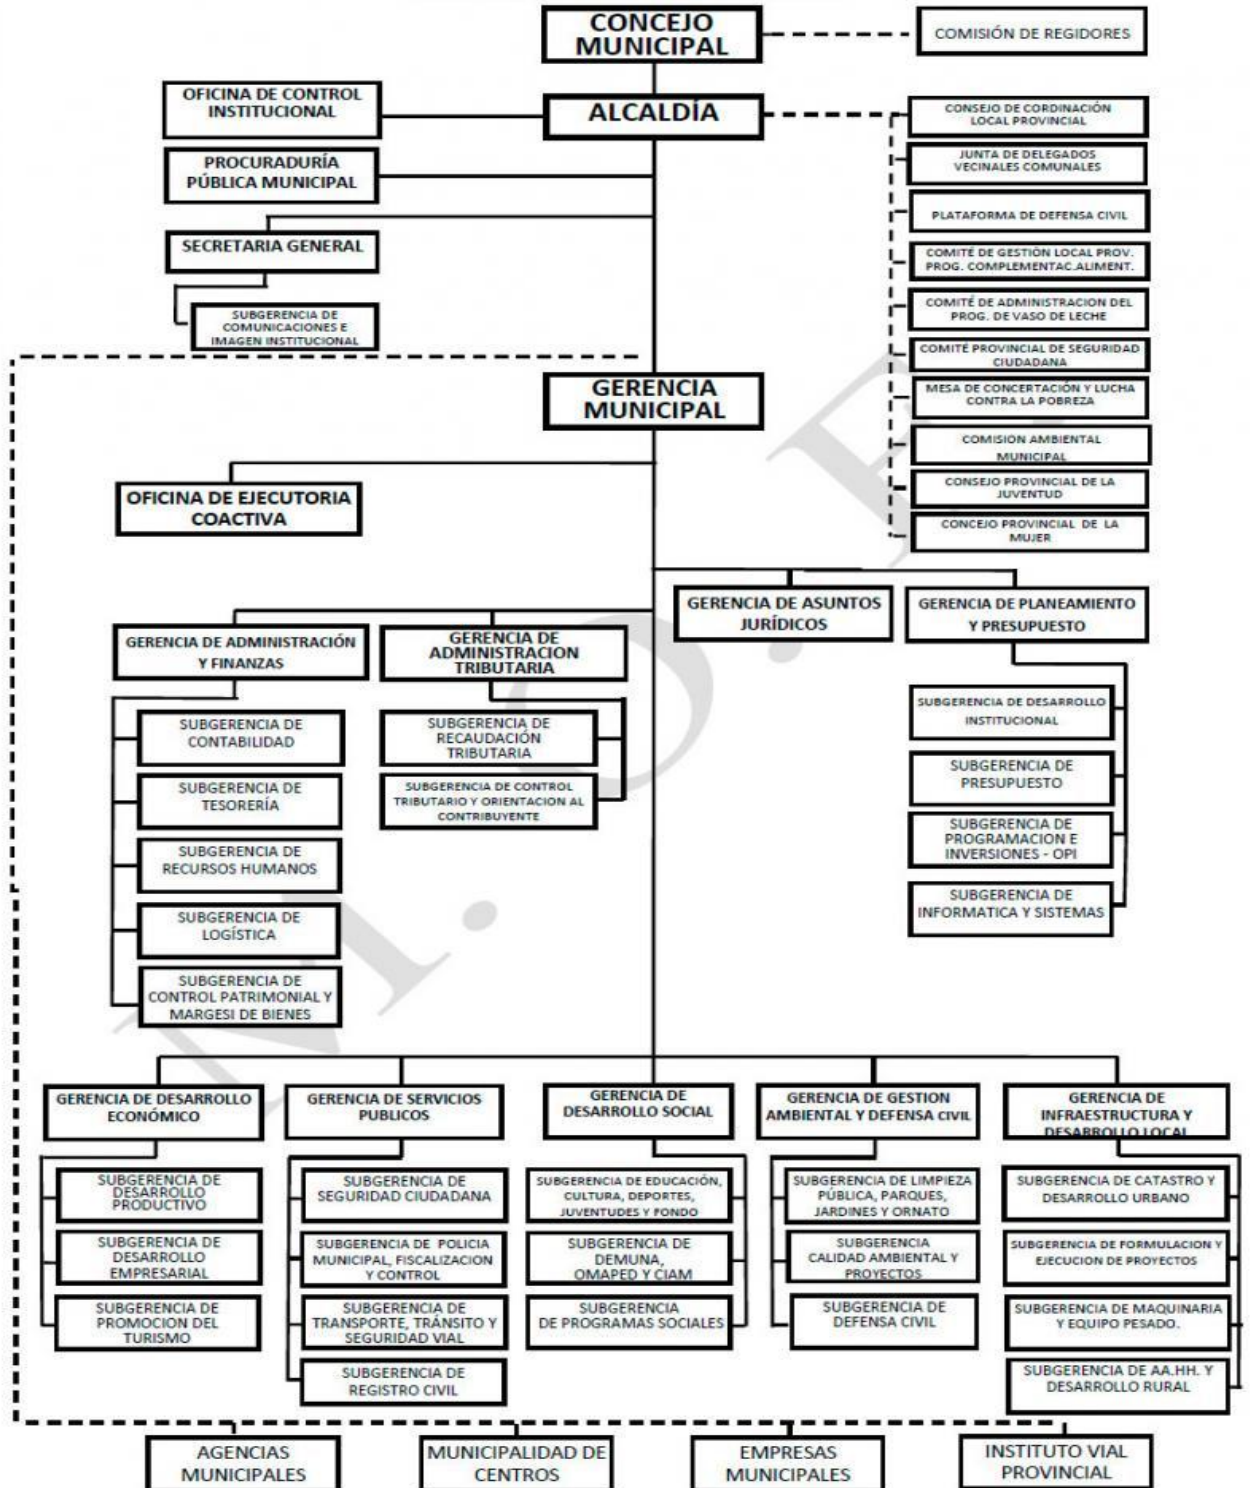 CONCEJO
MUNICIPAL
COMISIÓN DE REGIDORES
OFICINA DE CONTROL
INSTITUCIONAL
ALCALDÍA
CONSEJO DE CORDINACIÓN
LOCAL PROVINCIAL
PROCURADURÍA
PÚBLICA MUNICIPAL
JUNTA DE DELEGADOS
VECINALES COMUNALES
PLATAFORMA DE DEFENSA CIVIL
SECRETARIA GENERAL
COMITÉ DE GESTIÓN LOCAL PROV.
PROG. COMPLEMENTAC.ALIMENT.
SUBGERENCIA DE
COMUNICACIONES E
IMAGEN INSTITUCIONAL
COMITÉ DE ADMINISTRACION DEL
PROG. DE VASO DE LECHE
COMITÉ PROVINCIAL DE SEGURIDAD
CIUDADANA
GERENCIA
MUNICIPAL
MESA DE CONCERTACIÓN Y LUCHA
CONTRA LA POBREZA
COMISION AMBIENTAL
MUNICIPAL
CONSEJO PROVINCIAL DE LA
JUVENTUD
CONCEJO PROVINCIAL DE LA
MUJER
OFICINA DE EJECUTORIA
COACTIVA
GERENCIA DE ASUNTOS
JURÍDICOS
GERENCIA DE PLANEAMIENTO
Y PRESUPUESTO
GERENCIA DE ADMINISTRACIÓN
Y FINANZAS
GERENCIA DE
ADMINISTRACION
TRIBUTARIA
SUBGERENCIA DE
CONTABILIDAD
SUBGERENCIA DE
TESORERÍA
SUBGERENCIA DE
RECURSOS HUMANOS
SUBGERENCIA DE
LOGÍSTICA
SUBGERENCIA DE
CONTROL PATRIMONIAL Y
MARGESI DE BIENES
SUBGERENCIA DE
RECAUDACIÓN
TRIBUTARIA
SUBGERENCIA DE CONTROL
TRIBUTARIO Y ORIENTACION AL
CONTRIBUYENTE
SUBGERENCIA DE DESARROLLO
INSTITUCIONAL
SUBGERENCIA DE
PRESUPUESTO
SUBGERENCIA DE
PROGRAMACION E
INVERSIONES - OPI
SUBGERENCIA DE
INFORMATICA Y SISTEMAS
M.O.F
GERENCIA DE DESARROLLO
ECONÓMICO
SUBGERENCIA DE
DESARROLLO
PRODUCTIVO
SUBGERENCIA DE
DESARROLLO
EMPRESARIAL
SUBGERENCIA DE
PROMOCION DEL
TURISMO
GERENCIA DE SERVICIOS
PUBLICOS
SUBGERENCIA DE
SEGURIDAD CIUDADANA
SUBGERENCIA DE POLICIA
MUNICIPAL, FISCALIZACION
Y CONTROL
SUBGERENCIA DE
TRANSPORTE, TRÁNSITO Y
SEGURIDAD VIAL
SUBGERENCIA DE
REGISTRO CIVIL
GERENCIA DE
DESARROLLO SOCIAL
SUBGERENCIA DE EDUCACIÓN,
CULTURA, DEPORTES,
JUVENTUDES Y FONDO
SUBGERENCIA DE
DEMUNA,
OMAPED Y CIAM
SUBGERENCIA
DE PROGRAMAS SOCIALES
GERENCIA DE GESTION
AMBIENTAL Y DEFENSA CIVIL
SUBGERENCIA DE LIMPIEZA
PÚBLICA, PARQUES,
JARDINES Y ORNATO
SUBGERENCIA
CALIDAD AMBIENTAL Y
PROYECTOS
SUBGERENCIA DE
DEFENSA CIVIL
GERENCIA DE
INFRAESTRUCTURA Y
DESARROLLO LOCAL
SUBGERENCIA DE CATASTRO Y
DESARROLLO URBANO
SUBGERENCIA DE FORMULACION Y
EJECUCION DE PROYECTOS
SUBGERENCIA DE MAQUINARIA
Y EQUIPO PESADO.
SUBGERENCIA DE AA.HH. Y
DESARROLLO RURAL
AGENCIAS
MUNICIPALES
MUNICIPALIDAD DE
CENTROS
EMPRESAS
MUNICIPALES
INSTITUTO VIAL
PROVINCIAL